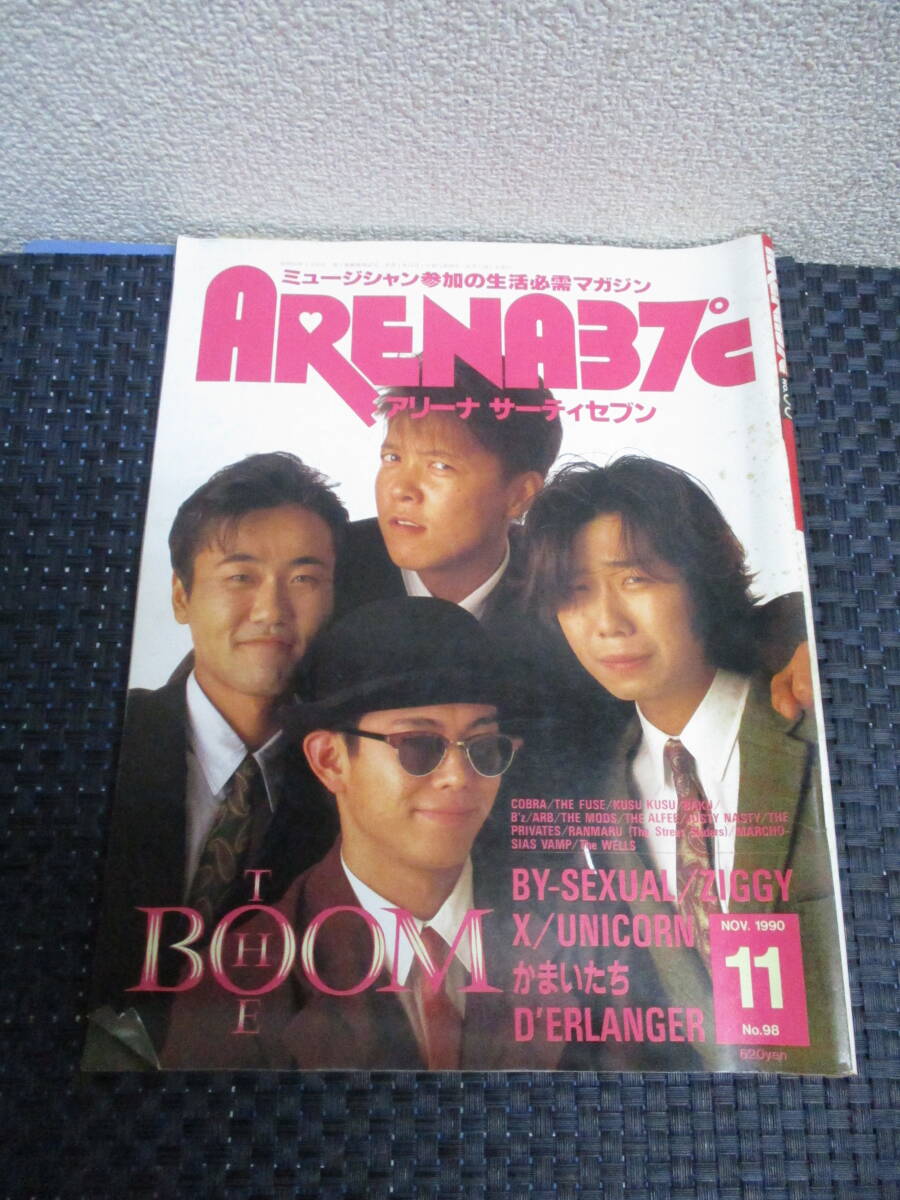 ミュージシャン参加の生活必需マガジン
ARENA37℃
アリーナ サーティセブン
COBRA/THE FUSE/KUSU KUSU/BAKU/
B'z/ARB/THE MODS/THE ALFEE/JUSTY NASTY/THE
PRIVATES/RANMARU (The Street Sliders)/MARCHO-
SIAS VAMP/The WELLS
BY-SEXUAL/ZIGGY
X/UNICORN
かまいたち
D'ERLANGER
THE
BOOM
NOV. 1990
11
No.98
620yen